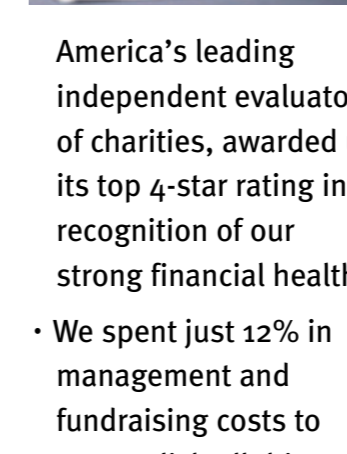 America's leading
independent evaluato
of charities, awarded
its top 4-star rating in
recognition of our
strong financial healt
• We spent just 12% in
management and
fundraising costs to